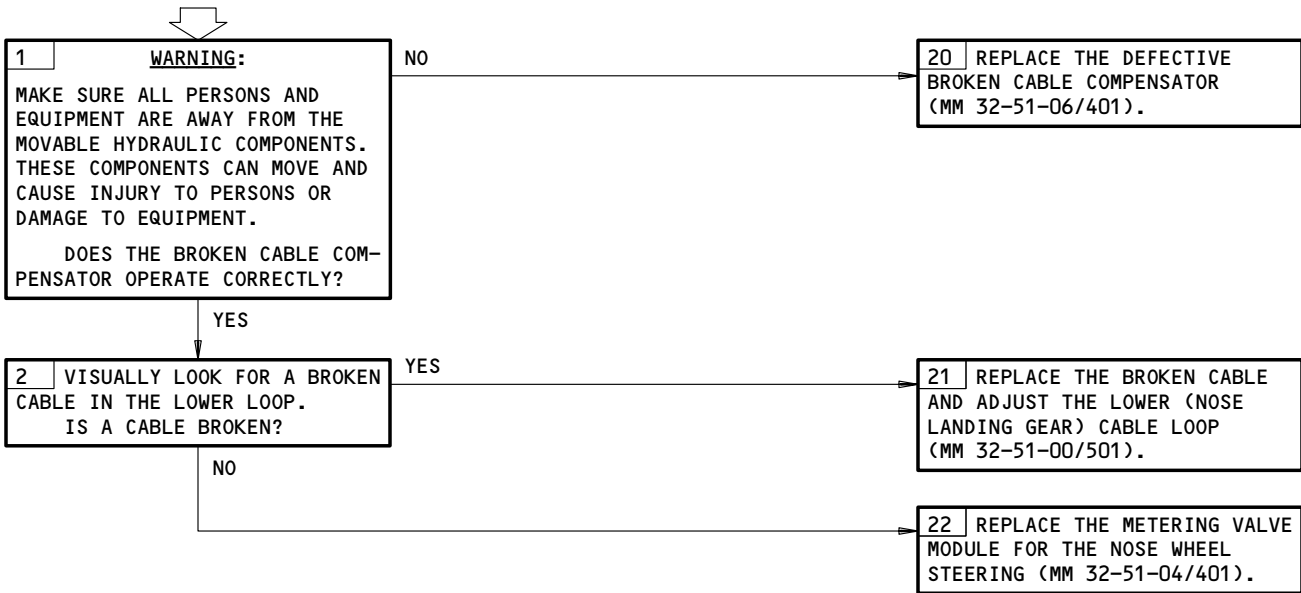 1 WARNING:
MAKE SURE ALL PERSONS AND
EQUIPMENT ARE AWAY FROM THE
MOVABLE HYDRAULIC COMPONENTS.
THESE COMPONENTS CAN MOVE AND
CAUSE INJURY TO PERSONS OR
DAMAGE TO EQUIPMENT.
DOES THE BROKEN CABLE COM-
PENSATOR OPERATE CORRECTLY?
NO
20 REPLACE THE DEFECTIVE
BROKEN CABLE COMPENSATOR
(MM 32-51-06/401).
YES
2 VISUALLY LOOK FOR A BROKEN
CABLE IN THE LOWER LOOP.
IS A CABLE BROKEN?
YES
21 REPLACE THE BROKEN CABLE
AND ADJUST THE LOWER (NOSE
LANDING GEAR) CABLE LOOP
(MM 32-51-00/501).
NO
22 REPLACE THE METERING VALVE
MODULE FOR THE NOSE WHEEL
STEERING (MM 32-51-04/401).